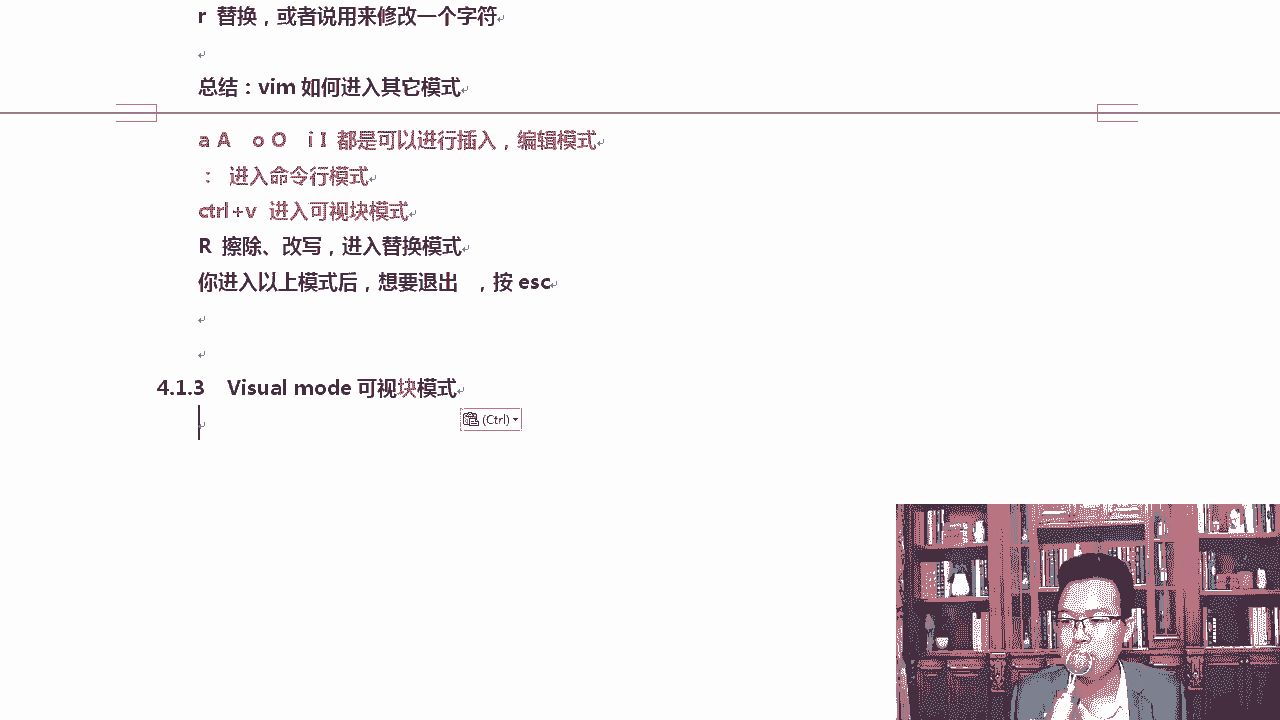 r 替换，或者说用来修改一个字符
总结：vim 如何进入其它模式
a A o O i I 都是可以进行插入，编辑模式
： 进入命令行模式
ctrl+v 进入可视块模式
R 擦除、改写，进入替换模式
你进入以上模式后，想要退出 ，按 esc
4.1.3 Visual mode 可视块模式
(Ctrl)